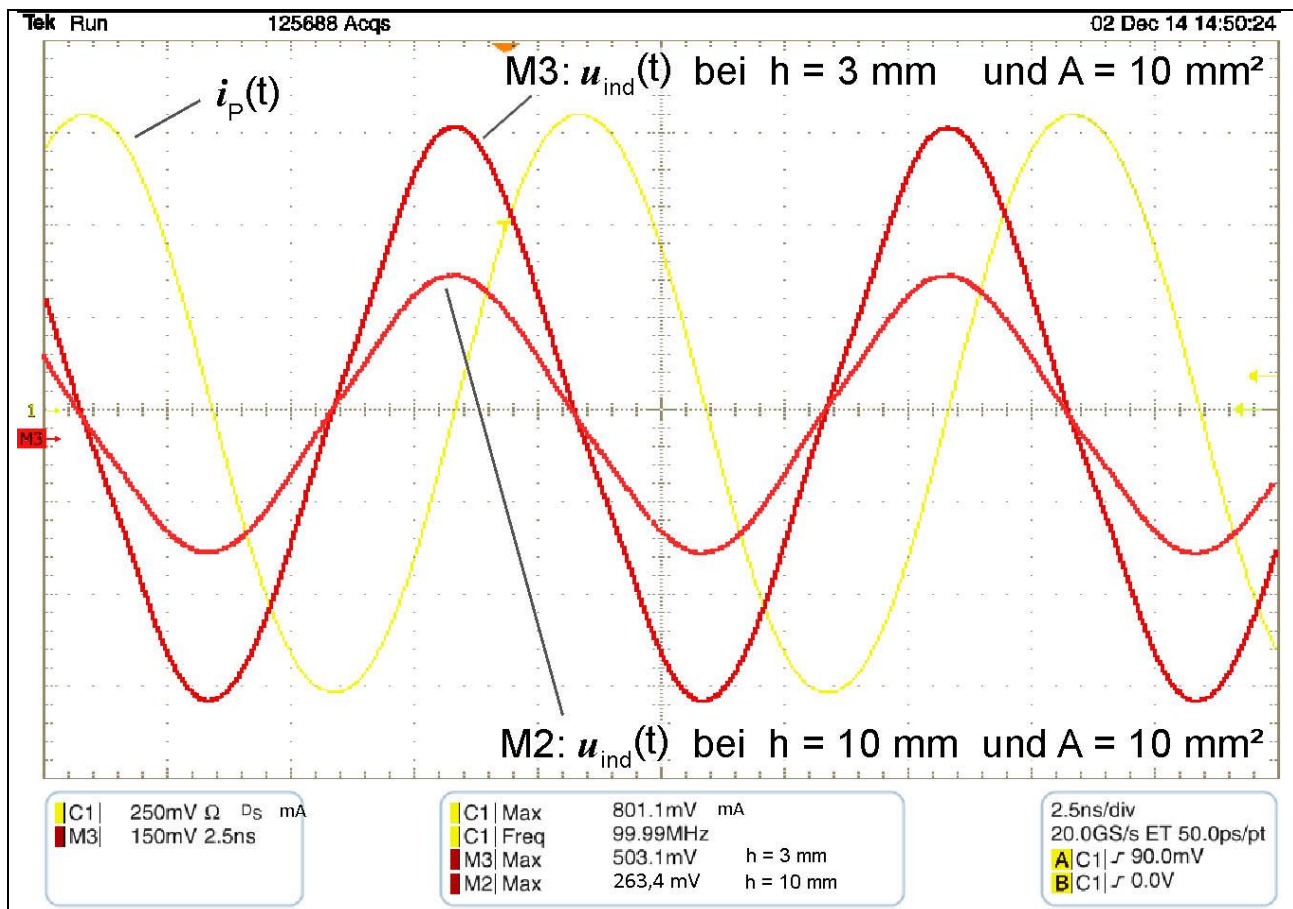 Tek Run 125688 Acqs 02 Dec 14 14:50:24
i_P(t)
M3: u_ind(t) bei h = 3 mm und A = 10 mm²
1
M3
M2: u_ind(t) bei h = 10 mm und A = 10 mm²
C1 250mV Ω Ds mA
M3 150mV 2.5ns
C1 Max 801.1mV mA
C1 Freq 99.99MHz
M3 Max 503.1mV h = 3 mm
M2 Max 263,4 mV h = 10 mm
2.5ns/div
20.0GS/s ET 50.0ps/pt
A C1 ∫ 90.0mV
B C1 ∫ 0.0V